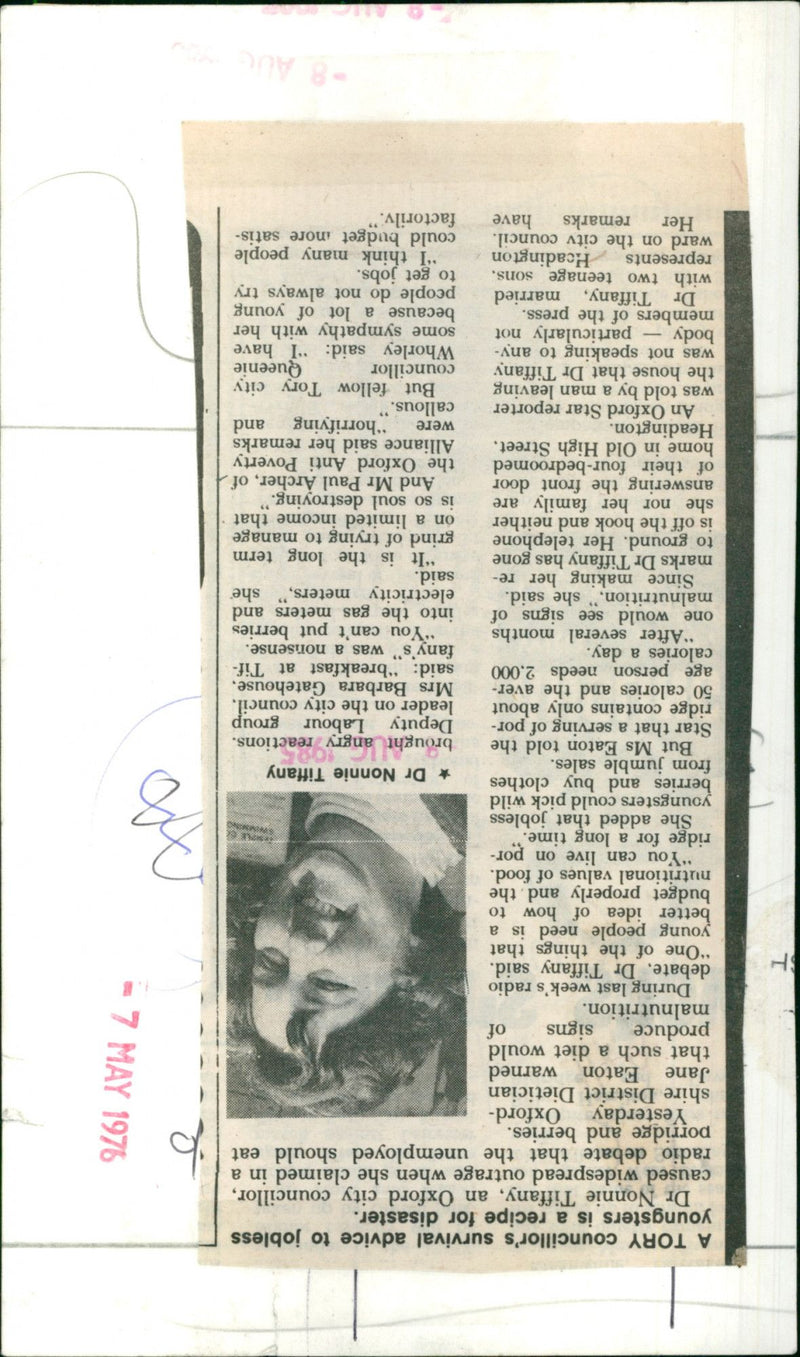 A TORY councillor's survival advice to jobless
youngsters is a recipe for disaster.
Dr Nonnie Tiffany, an Oxford city councillor,
caused widespread outrage when she claimed in a
radio debate that the unemployed should eat
porridge and berries.
Yesterday Oxford-
shire District Dietician
Jane Eaton warned
that such a diet would
produce signs of
malnutrition.
During last week's radio
debate, Dr Tiffany said.
"One of the things that
young people need is a
better idea of how to
budget properly and the
nutritional values of food.
"You can live on por-
ridge for a long time."
She added that jobless
youngsters could pick wild
berries and buy clothes
from jumble sales.
But Ms Eaton told the
Star that a serving of por-
ridge contains only about
50 calories and the aver-
age person needs 2,000
calories a day.
"After several months
one would see signs of
malnutrition," she said.
Since making her re-
marks Dr Tiffany has gone
to ground. Her telephone
is off the hook and neither
she nor her family are
answering the front door
of their four-bedroomed
home in Old High Street,
Headington.
An Oxford Star reporter
was told by a man leaving
the house that Dr Tiffany
was not speaking to any-
body — particularly not
members of the press.
Dr Tiffany, married
with two teenage sons,
represents Headington
ward on the city council.
Her remarks have
★ Dr Nonnie Tiffany
brought angry reactions.
Deputy Labour group
leader on the city council,
Mrs Barbara Gatehouse,
said: "breakfast at Tif-
fany's" was a nonsense.
"You can't put berries
into the gas meters and
electricity meters," she
said.
"It is the long term
grind of trying to manage
on a limited income that
is so soul destroying."
And Mr Paul Archer, of
the Oxford Anti Poverty
Alliance said her remarks
were "horrifying and
callous."
But fellow Tory city
councillor Queenie
Whorley said: "I have
some sympathy with her
because a lot of young
people do not always try
to get jobs.
"I think many people
could budget more satis-
factorily."
9 AUG 1985
- 7 MAY 1976
-8 AUG